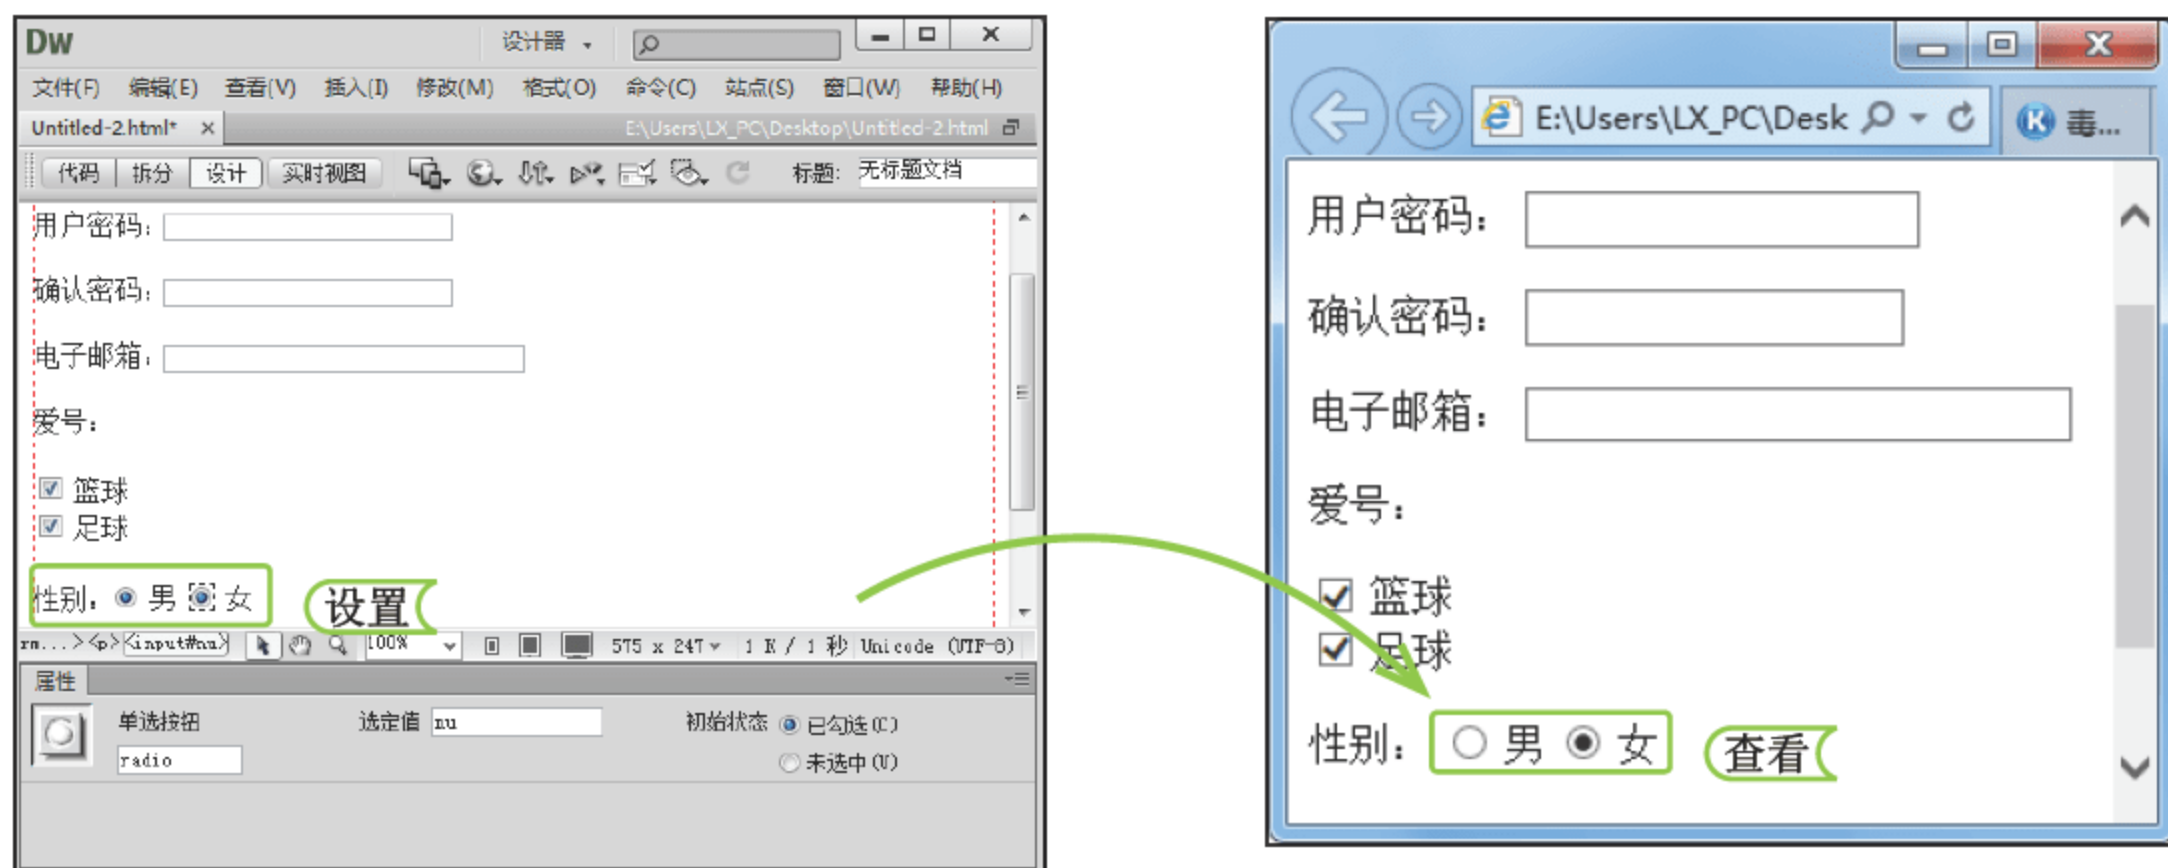 Dw
设计器
文件(F) 编辑(E) 查看(V) 插入(I) 修改(M) 格式(O) 命令(C) 站点(S) 窗口(W) 帮助(H)
Untitled-2.html* × E:\Users\LX_PC\Desktop\Untitled-2.html
代码 拆分 设计 实时视图 标题: 无标题文档
用户密码：
确认密码：
电子邮箱：
爱号：
篮球
足球
性别： 男 女
设置
rm...> <p> <input#nu> 100% 575 x 247 1 K / 1 秒 Unicode (UTF-8)
属性
单选按钮 选定值 nu 初始状态 已勾选(C)
radio 未选中(U)
E:\Users\LX_PC\Desk
K 毒...
用户密码：
确认密码：
电子邮箱：
爱号：
篮球
足球
性别： 男 女
查看